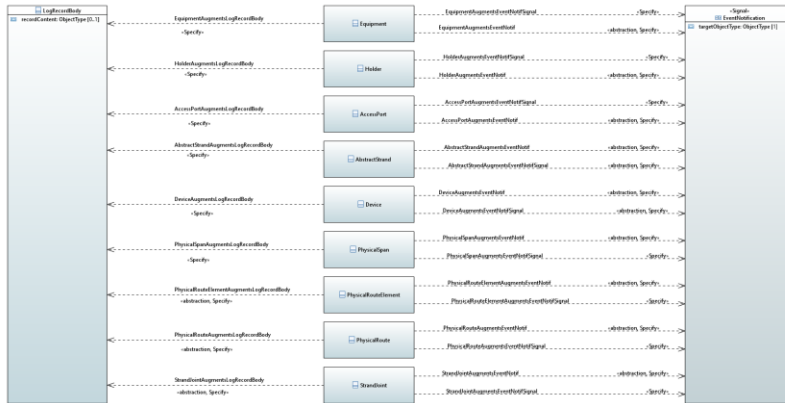 LogRecordBody
recordContent: ObjectType [0..1]
«Signal»
EventNotification
targetObjectType: ObjectType [1]
EquipmentAugmentsLogRecordBody
«Specify»
Equipment
EquipmentAugmentsEventNotifSignal
«Specify»
EquipmentAugmentsEventNotif
«abstraction, Specify»
HolderAugmentsLogRecordBody
«Specify»
Holder
HolderAugmentsEventNotifSignal
«Specify»
HolderAugmentsEventNotif
«abstraction, Specify»
AccessPortAugmentsLogRecordBody
«Specify»
AccessPort
AccessPortAugmentsEventNotifSignal
«Specify»
AccessPortAugmentsEventNotif
«abstraction, Specify»
AbstractStrandAugmentsLogRecordBody
«Specify»
AbstractStrand
AbstractStrandAugmentsEventNotif
«abstraction, Specify»
AbstractStrandAugmentsEventNotifSignal
«Specify»
DeviceAugmentsLogRecordBody
«Specify»
Device
DeviceAugmentsEventNotif
«abstraction, Specify»
DeviceAugmentsEventNotifSignal
«abstraction, Specify»
PhysicalSpanAugmentsLogRecordBody
«Specify»
PhysicalSpan
PhysicalSpanAugmentsEventNotif
«abstraction, Specify»
PhysicalSpanAugmentsEventNotifSignal
«Specify»
PhysicalRouteElementAugmentsLogRecordBody
«abstraction, Specify»
PhysicalRouteElement
PhysicalRouteElementAugmentsEventNotif
«abstraction, Specify»
PhysicalRouteElementAugmentsEventNotifSignal
«Specify»
PhysicalRouteAugmentsLogRecordBody
«abstraction, Specify»
PhysicalRoute
PhysicalRouteAugmentsEventNotif
«abstraction, Specify»
PhysicalRouteAugmentsEventNotifSignal
«Specify»
StrandJointAugmentsLogRecordBody
«abstraction, Specify»
StrandJoint
StrandJointAugmentsEventNotif
«abstraction, Specify»
StrandJointAugmentsEventNotifSignal
«Specify»